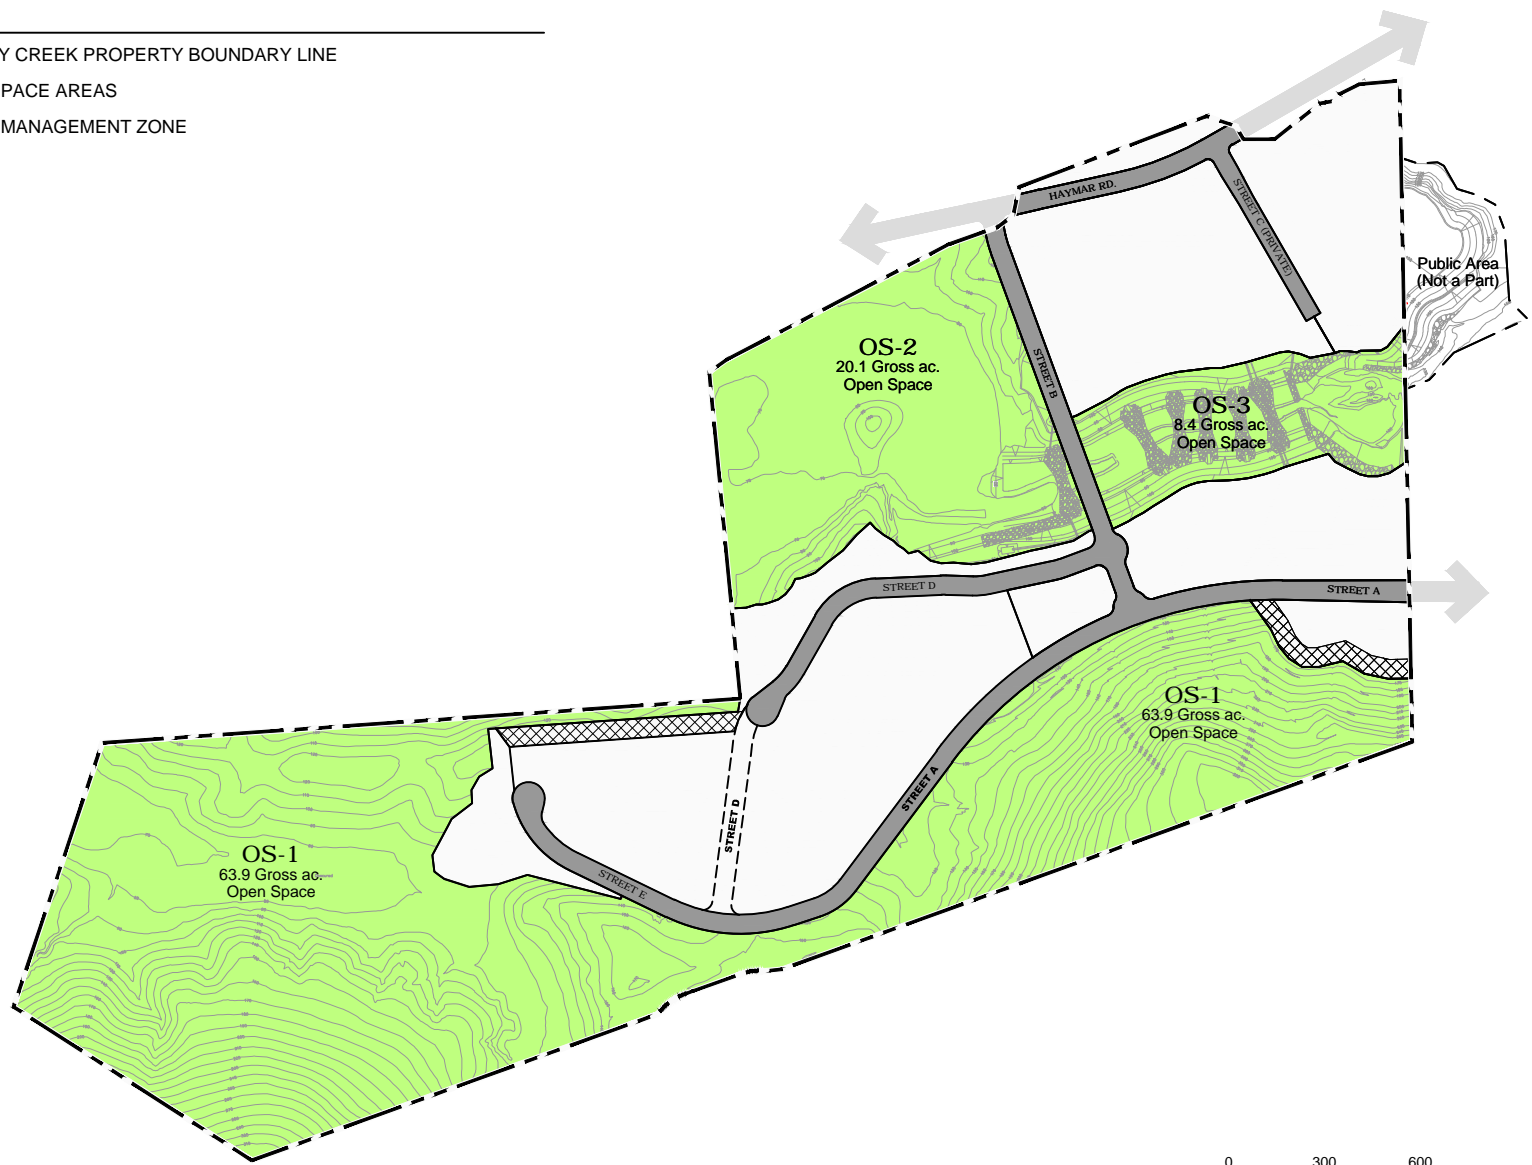 Y CREEK PROPERTY BOUNDARY LINE
PACE AREAS
MANAGEMENT ZONE
HAYMAR RD.
STREET C (PRIVATE)
Public Area
(Not a Part)
OS-2
20.1 Gross ac.
Open Space
STREET B
OS-3
8.4 Gross ac.
Open Space
STREET D
STREET A
OS-1
63.9 Gross ac.
Open Space
STREET A
STREET D
OS-1
63.9 Gross ac.
Open Space
STREET E
0 300 600